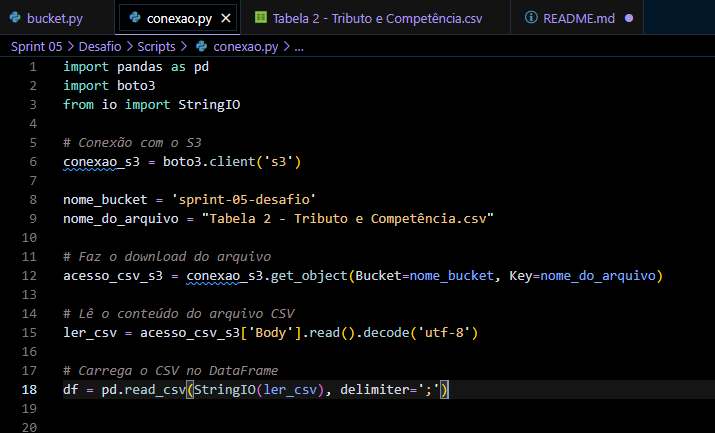 bucket.py conexao.py Tabela 2 - Tributo e Competência.csv README.md
Sprint 05 > Desafio > Scripts > conexao.py > ...
1 import pandas as pd
2 import boto3
3 from io import StringIO
4
5 # Conexão com o S3
6 conexao_s3 = boto3.client('s3')
7
8 nome_bucket = 'sprint-05-desafio'
9 nome_do_arquivo = "Tabela 2 - Tributo e Competência.csv"
10
11 # Faz o download do arquivo
12 acesso_csv_s3 = conexao_s3.get_object(Bucket=nome_bucket, Key=nome_do_arquivo)
13
14 # Lê o conteúdo do arquivo CSV
15 ler_csv = acesso_csv_s3['Body'].read().decode('utf-8')
16
17 # Carrega o CSV no DataFrame
18 df = pd.read_csv(StringIO(ler_csv), delimiter=';')
19
20